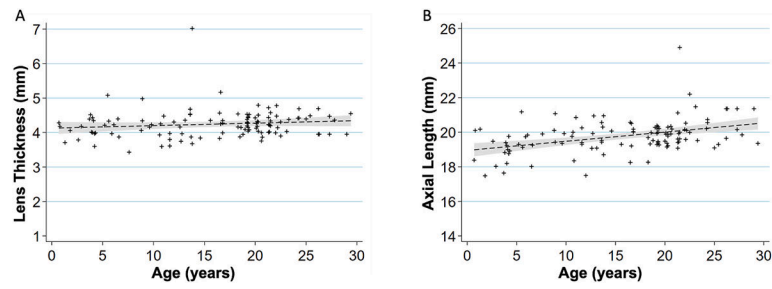 A
7
6
5
4
3
2
1
0 5 10 15 20 25 30
Age (years)
Lens Thickness (mm)
B
26
24
22
20
18
16
14
0 5 10 15 20 25 30
Age (years)
Axial Length (mm)